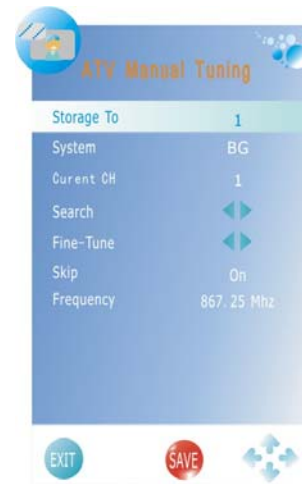 ATV Manual Tuning
Storage To 1
System BG
Curent CH 1
Search
Fine-Tune
Skip On
Frequency 867.25 Mhz
EXIT SAVE